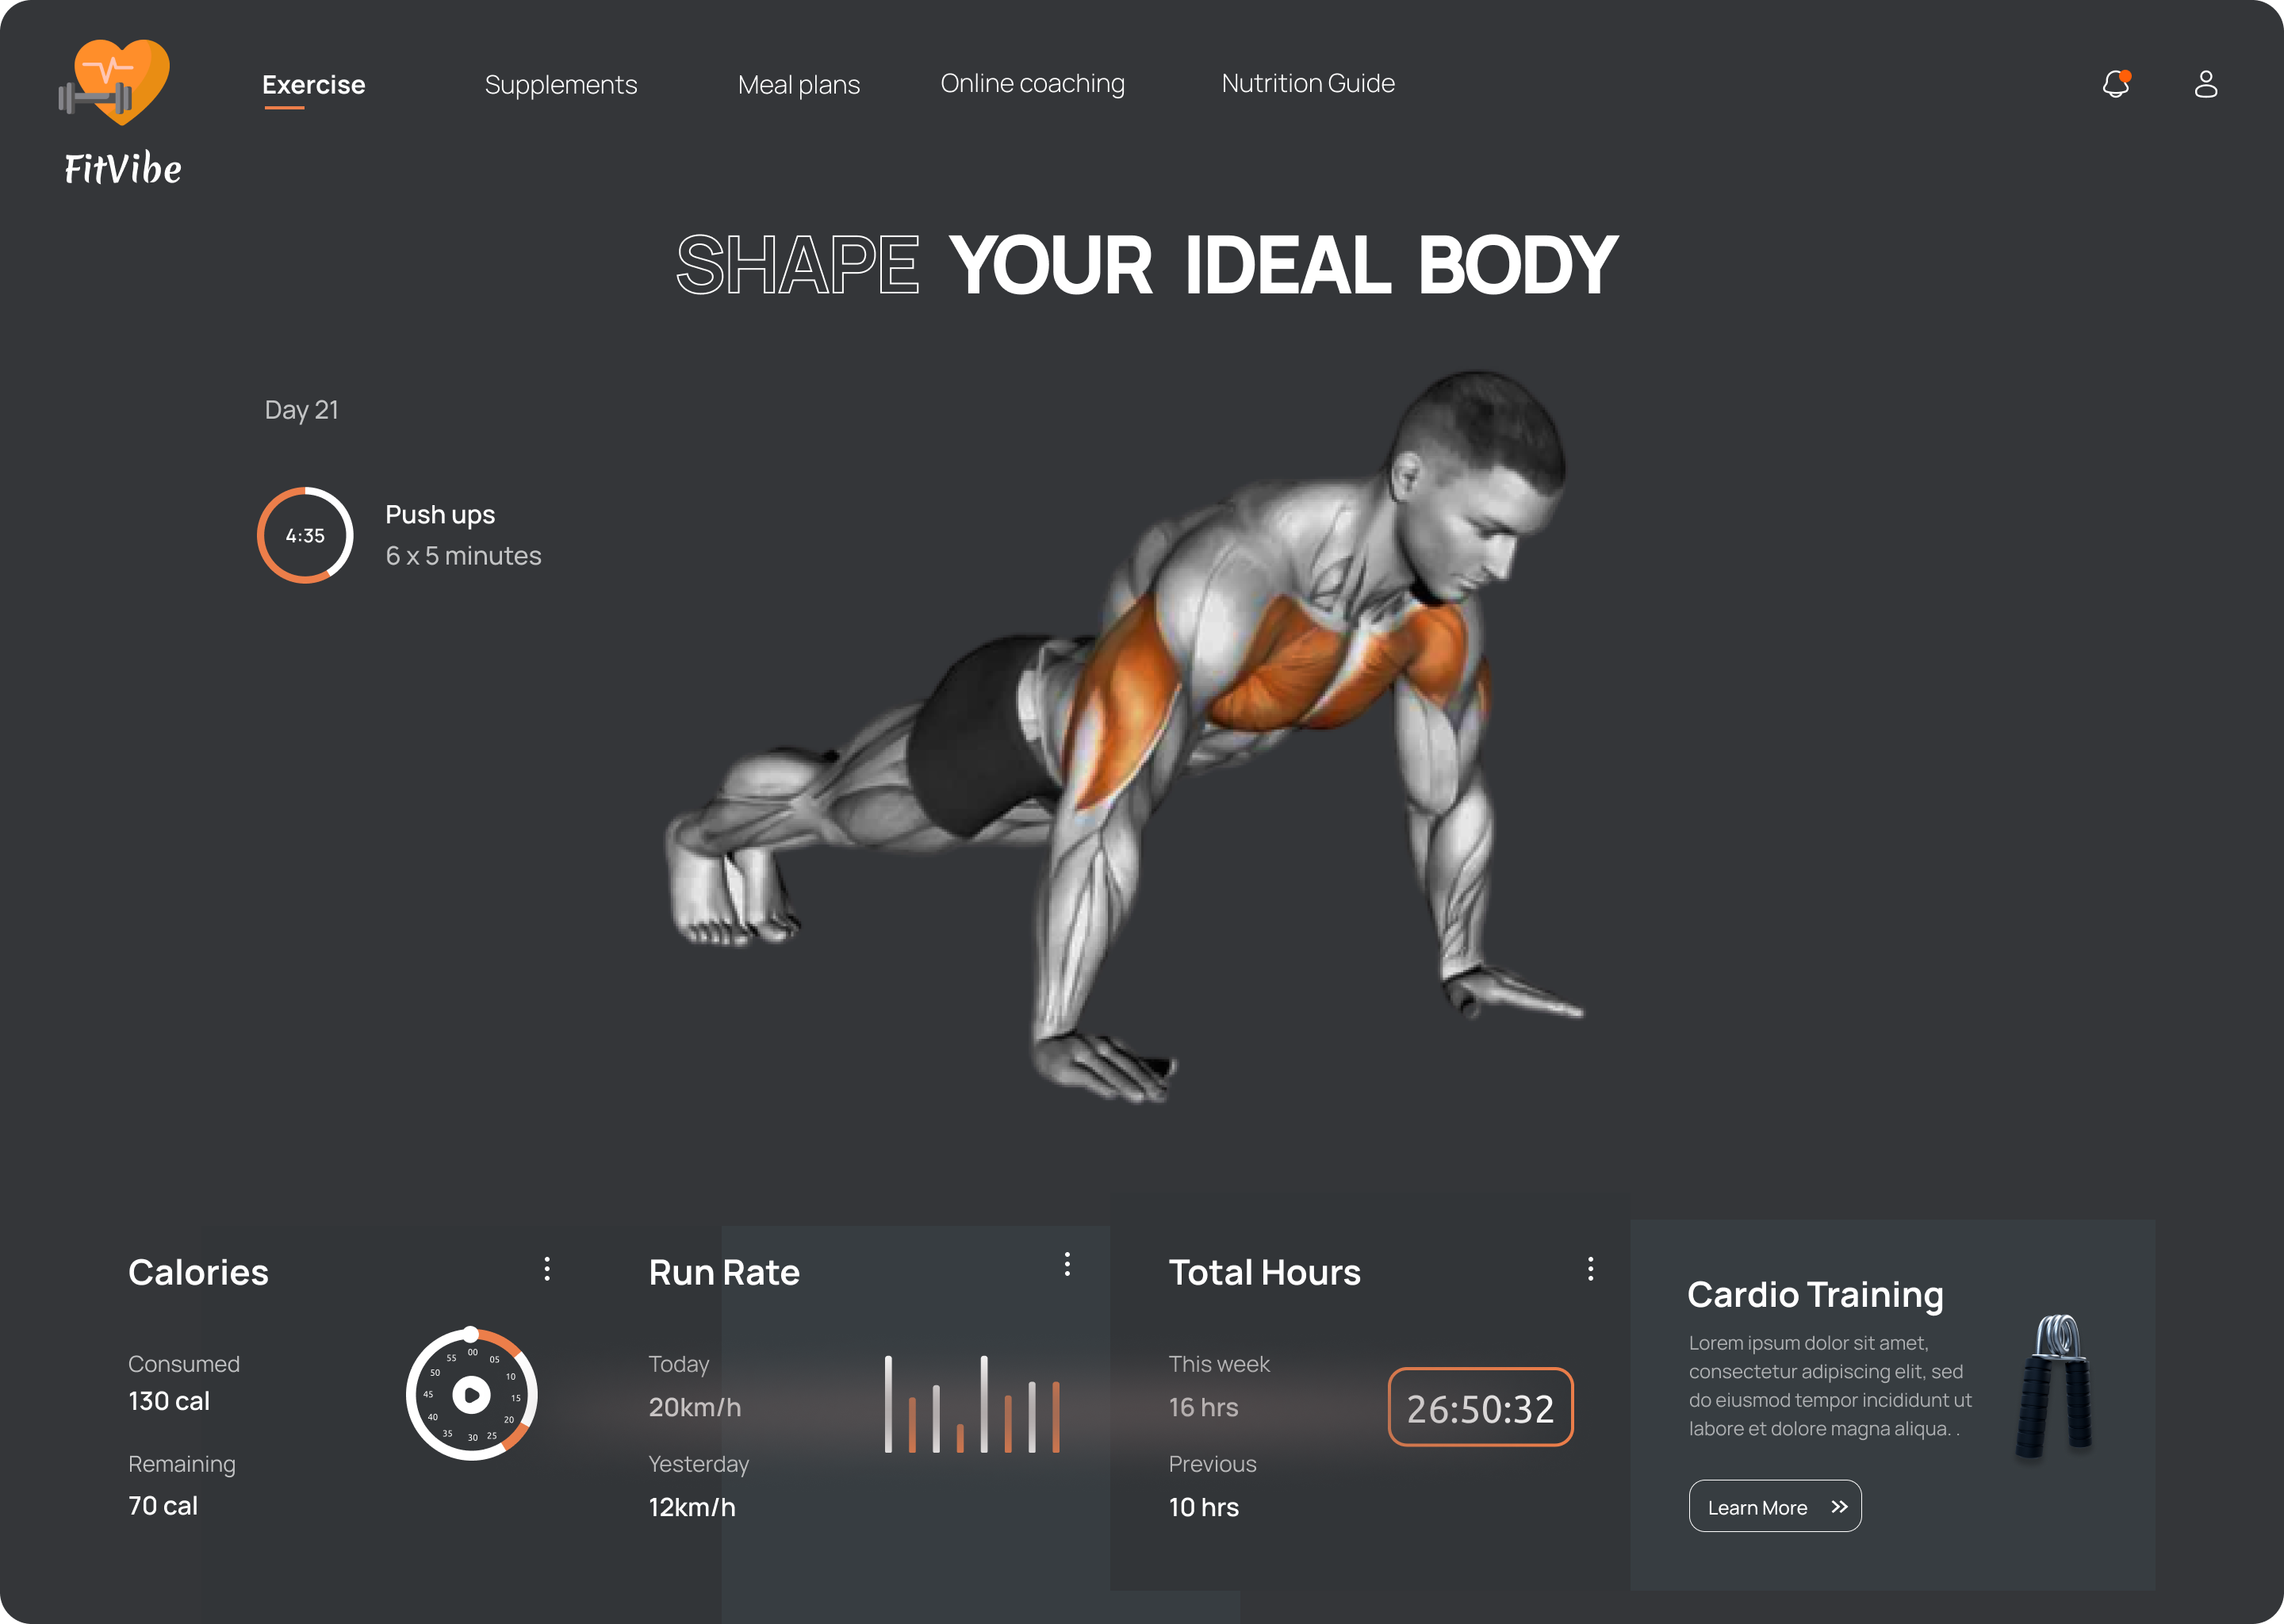 Exercise
Supplements
Meal plans
Online coaching
Nutrition Guide
FitVibe
SHAPE YOUR IDEAL BODY
Day 21
4:35
Push ups
6 x 5 minutes
Calories
Consumed
130 cal
Remaining
70 cal
00
05
10
15
20
25
30
35
40
45
50
55
Run Rate
Today
20km/h
Yesterday
12km/h
Total Hours
This week
16 hrs
Previous
10 hrs
26:50:32
Cardio Training
Lorem ipsum dolor sit amet,
consectetur adipiscing elit, sed
do eiusmod tempor incididunt ut
labore et dolore magna aliqua. .
Learn More